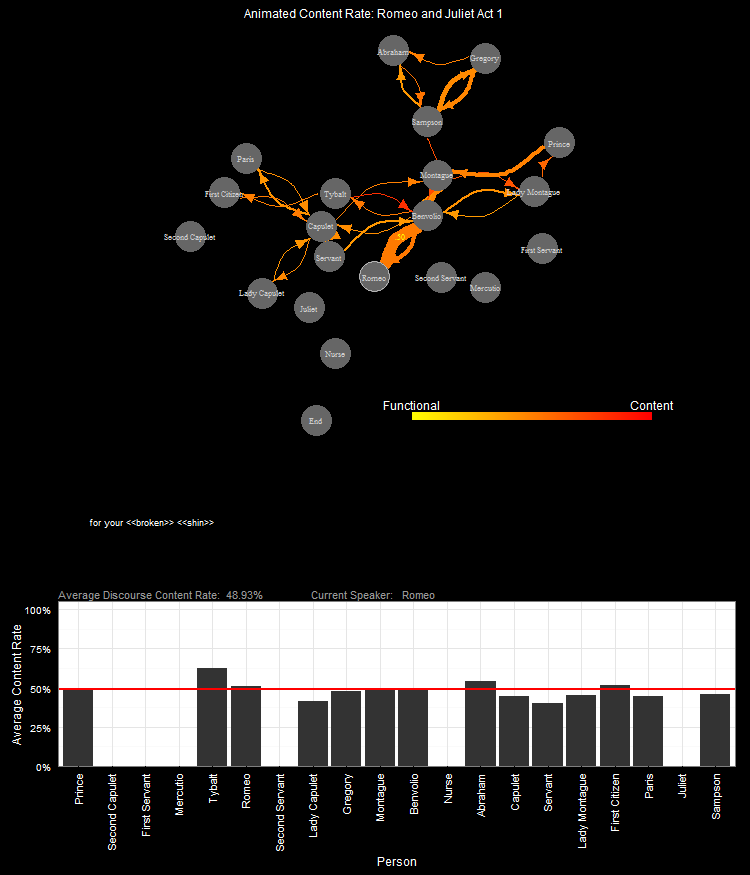 Animated Content Rate: Romeo and Juliet Act 1
Abraham
Gregory
Sampson
Prince
Paris
Montague
First Citizen
Tybalt
Lady Montague
Benvolio
Capulet
Second Capulet
50
First Servant
Servant
Romeo
Second Servant
Mercutio
Lady Capulet
Juliet
Nurse
Functional
Content
End
for your <<broken>> <<shin>>
Average Discourse Content Rate: 48.93%
Current Speaker: Romeo
Average Content Rate
100%
75%
50%
25%
0%
Prince
Second Capulet
First Servant
Mercutio
Tybalt
Romeo
Second Servant
Lady Capulet
Gregory
Montague
Benvolio
Nurse
Abraham
Capulet
Servant
Lady Montague
First Citizen
Paris
Juliet
Sampson
Person